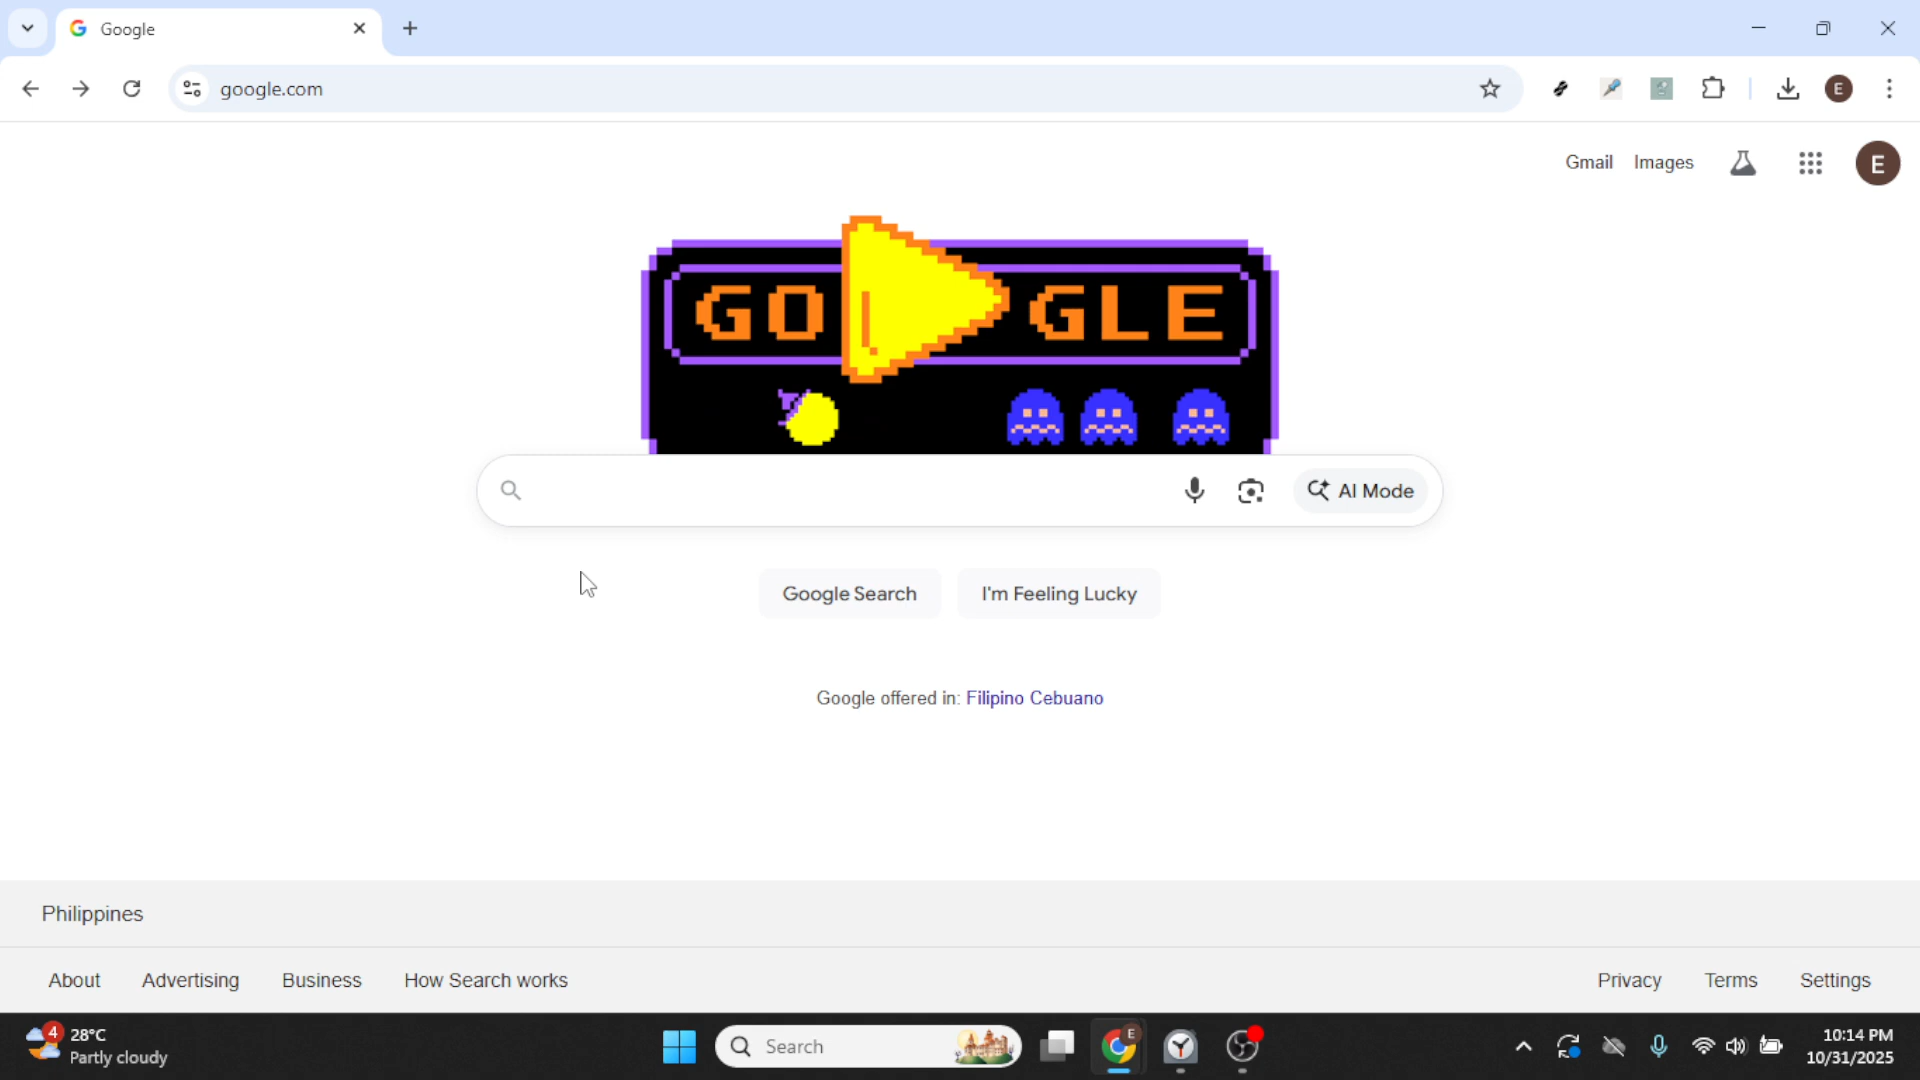 Google
google.com
E
Gmail Images
E
GO GLE
AI Mode
Google Search I'm Feeling Lucky
Google offered in: Filipino Cebuano
Philippines
About Advertising Business How Search works Privacy Terms Settings
4
28°C
Partly cloudy
Search
E
10:14 PM
10/31/2025